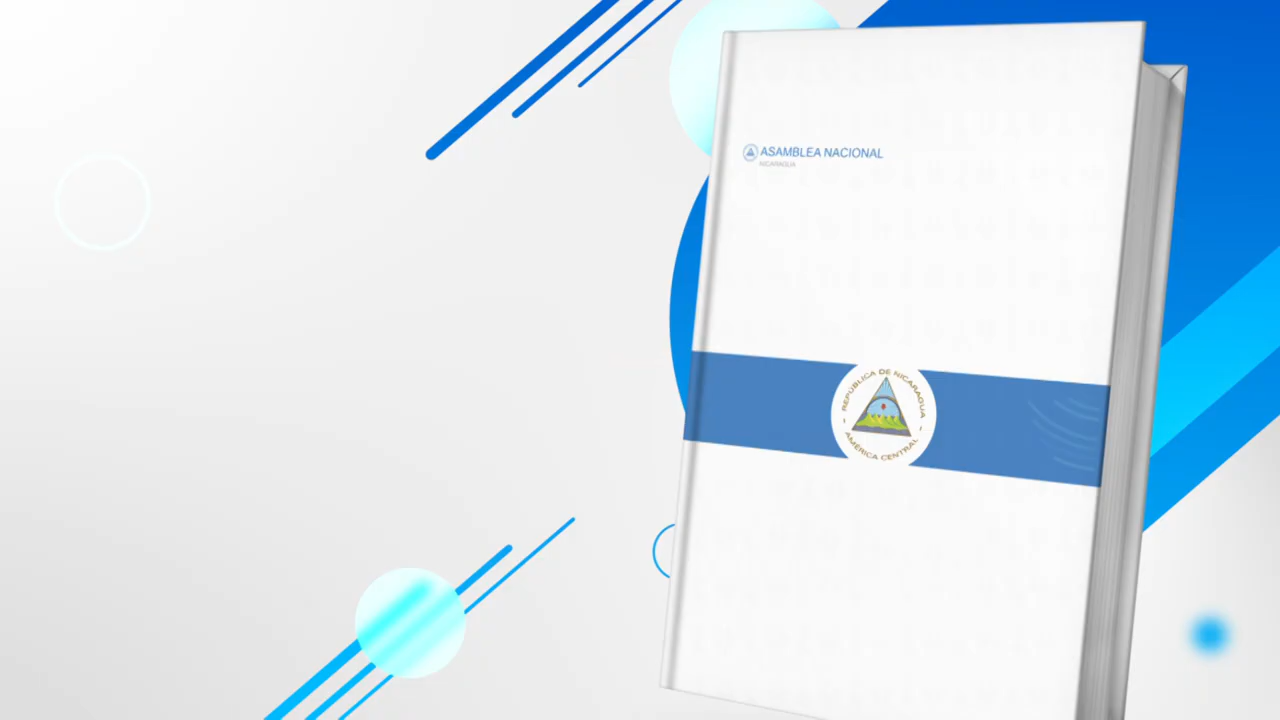 ASAMBLEA NACIONAL
NICARAGUA
REPÚBLICA DE NICARAGUA
- AMÉRICA CENTRAL -